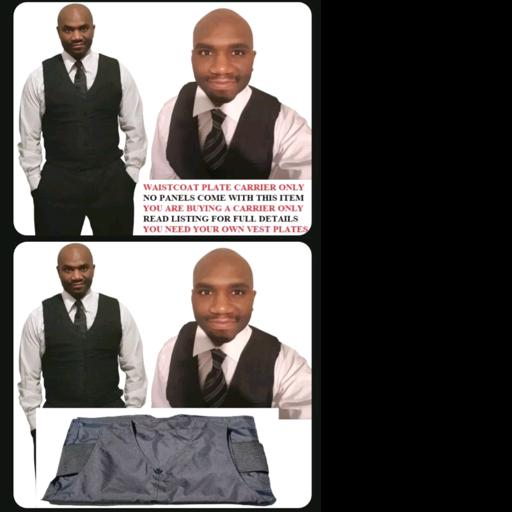 WAISTCOAT PLATE CARRIER ONLY
NO PANELS COME WITH THIS ITEM
YOU ARE BUYING A CARRIER ONLY
READ LISTING FOR FULL DETAILS
YOU NEED YOUR OWN VEST PLATES